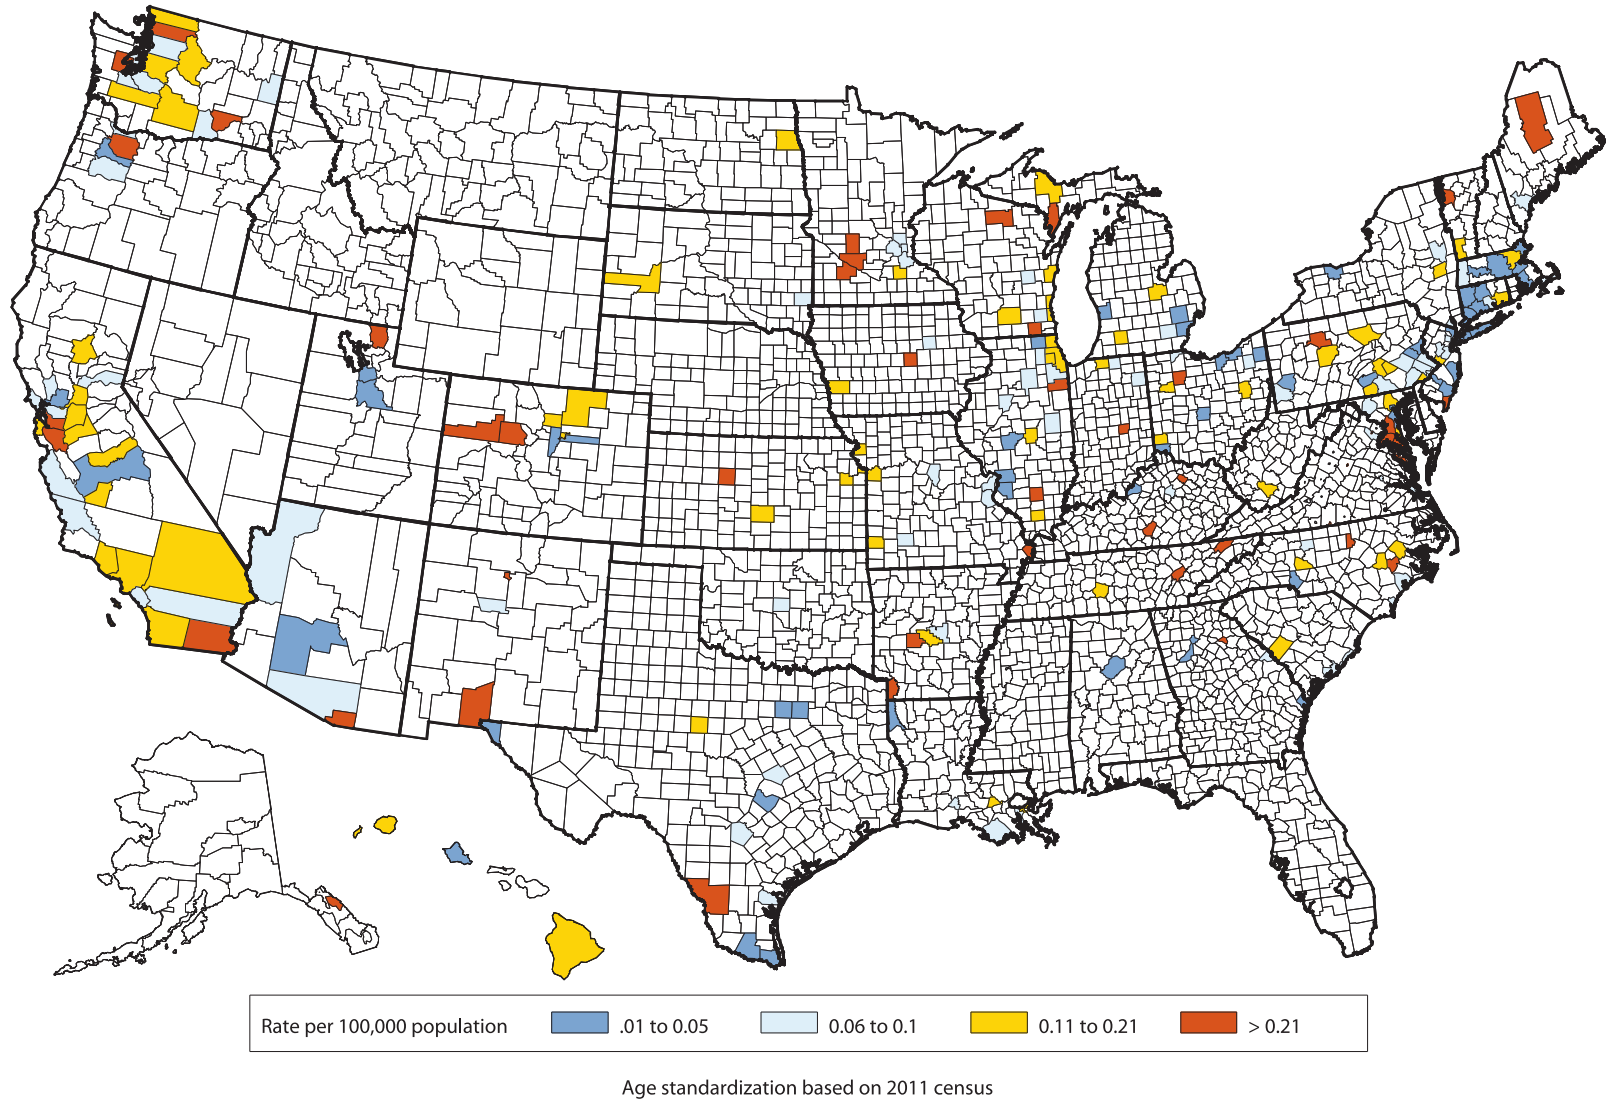 Rate per 100,000 population .01 to 0.05 0.06 to 0.1 0.11 to 0.21 > 0.21
Age standardization based on 2011 census